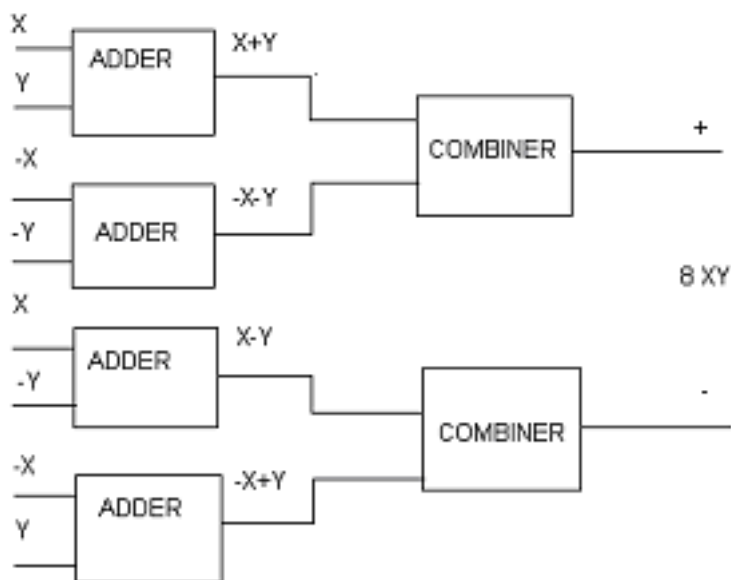 X
ADDER
X+Y
Y
COMBINER
+
-X
-X-Y
-Y
ADDER
8 XY
X
X-Y
ADDER
-Y
-
COMBINER
-X
-X+Y
ADDER
Y